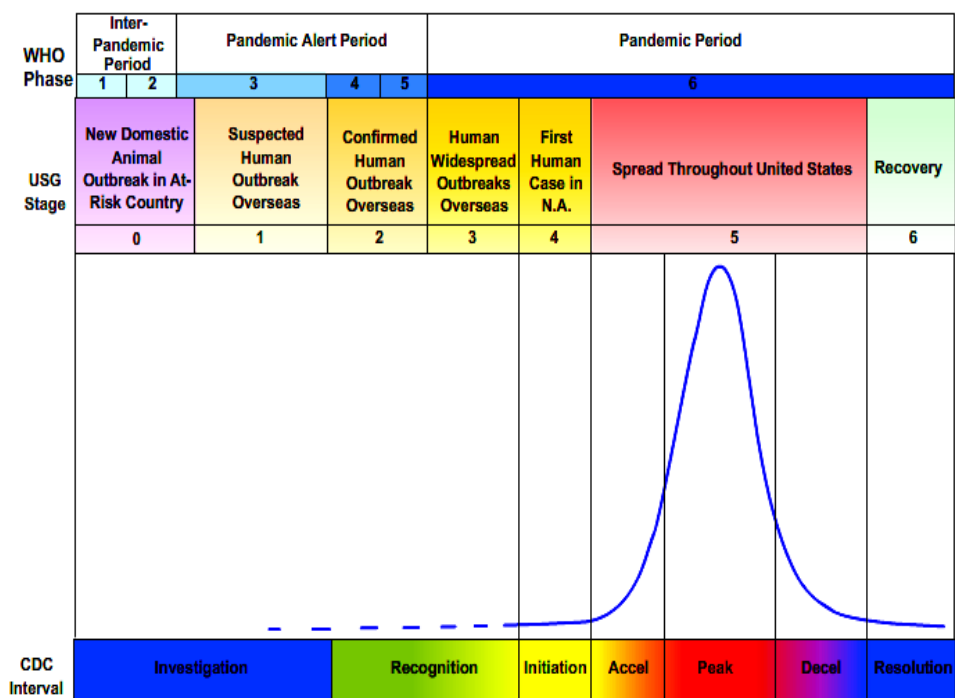 WHO
Phase
Inter-
Pandemic
Period
Pandemic Alert Period
Pandemic Period
1 2 3 4 5 6
USG
Stage
New Domestic
Animal
Outbreak in At-
Risk Country
Suspected
Human
Outbreak
Overseas
Confirmed
Human
Outbreak
Overseas
Human
Widespread
Outbreaks
Overseas
First
Human
Case in
N.A.
Spread Throughout United States
Recovery
0 1 2 3 4 5 6
CDC
Interval
Investigation Recognition Initiation Accel Peak Decel Resolution